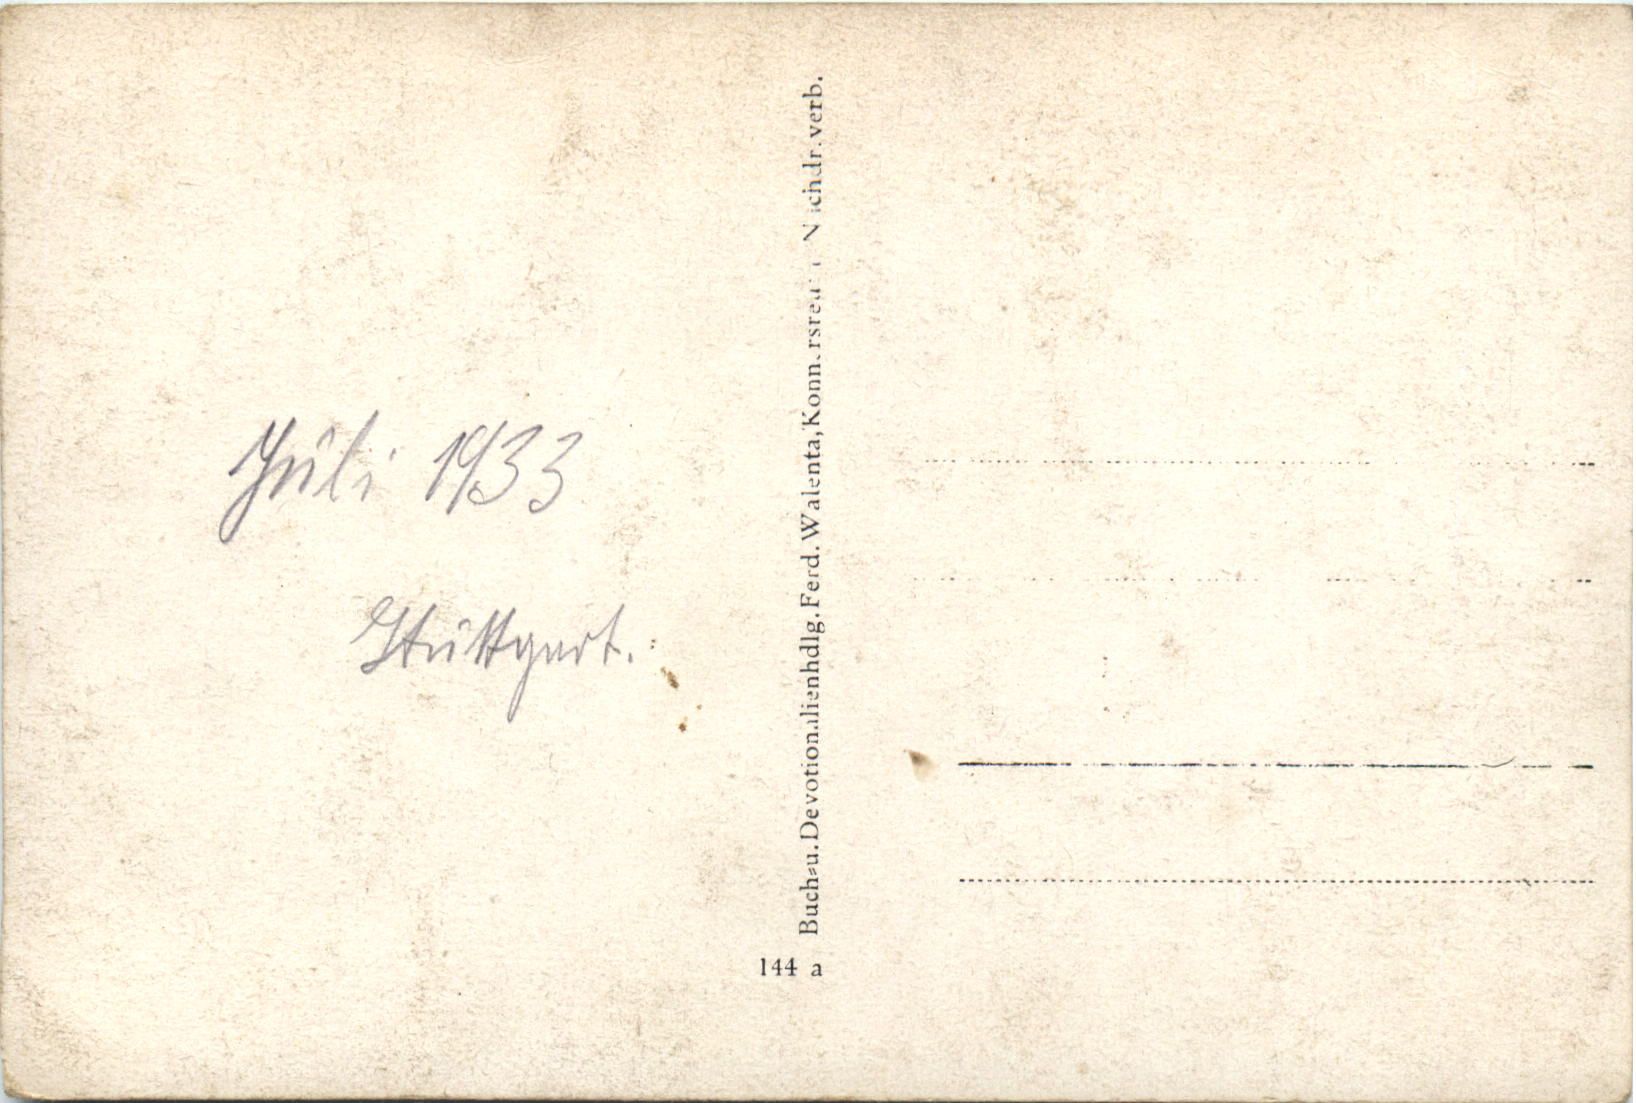 Juli 1933
Stuttgart.
Buch- u. Devotionalienhdlg. Ferd. Walenta, Konnersreuth Nachdr. verb.
144 a